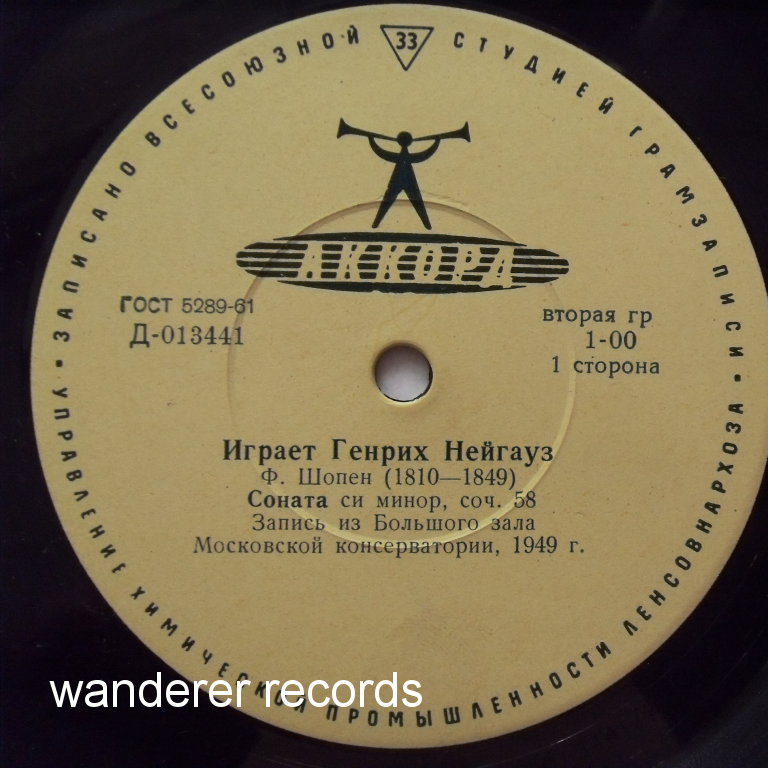 ЗАПИСАНО ВСЕСОЮЗНОЙ 33 СТУДИЕЙ ГРАМЗАПИСИ
АККОРД
ГОСТ 5289-61
Д-013441
вторая гр
1-00
1 сторона
Играет Генрих Нейгауз
Ф. Шопен (1810—1849)
Соната си минор, соч. 58
Запись из Большого зала
Московской консерватории, 1949 г.
• УПРАВЛЕНИЕ ХИМИЧЕСКОЙ ПРОМЫШЛЕННОСТИ ЛЕНСОВНАРХОЗА •
wanderer records